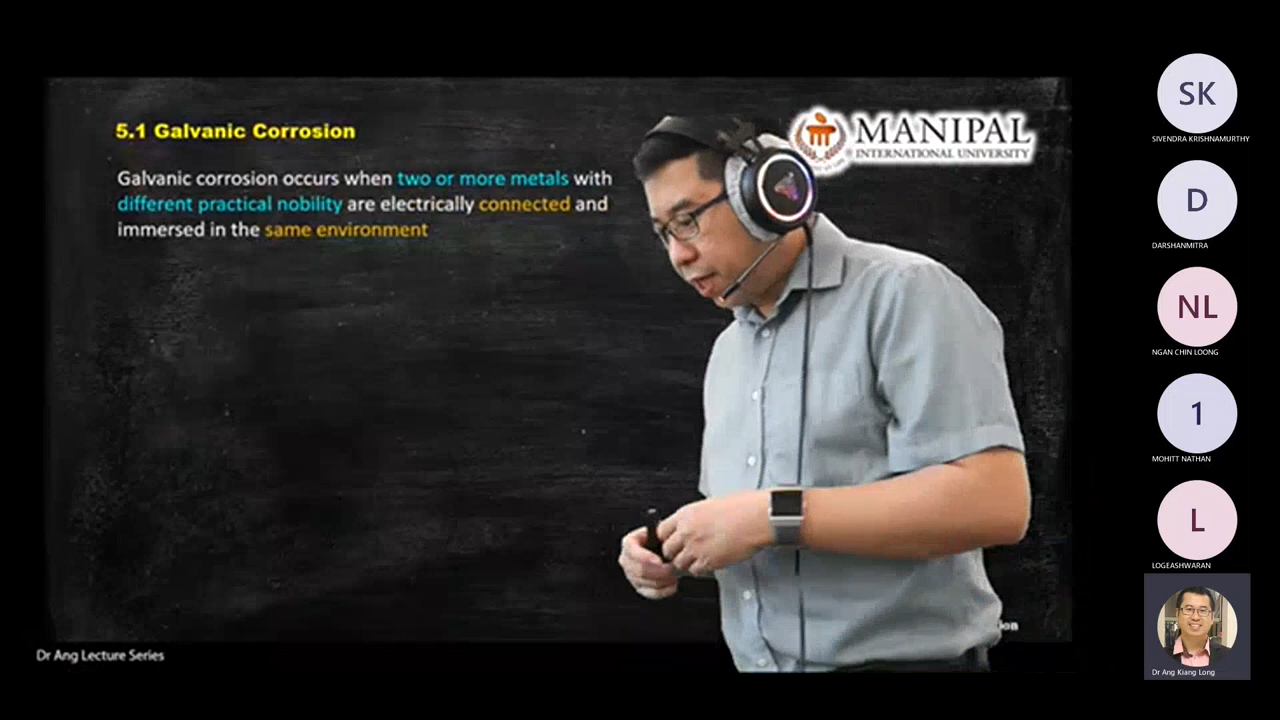 5.1 Galvanic Corrosion
MANIPAL
INTERNATIONAL UNIVERSITY
Galvanic corrosion occurs when two or more metals with
different practical nobility are electrically connected and
immersed in the same environment
Dr Ang Lecture Series
SK
SIVENDRA KRISHNAMURTHY
D
DARSHANMITRA
NL
NGAN CHIN LOONG
1
MOHITT NATHAN
L
LOGEASHWARAN
Dr Ang Kiang Long